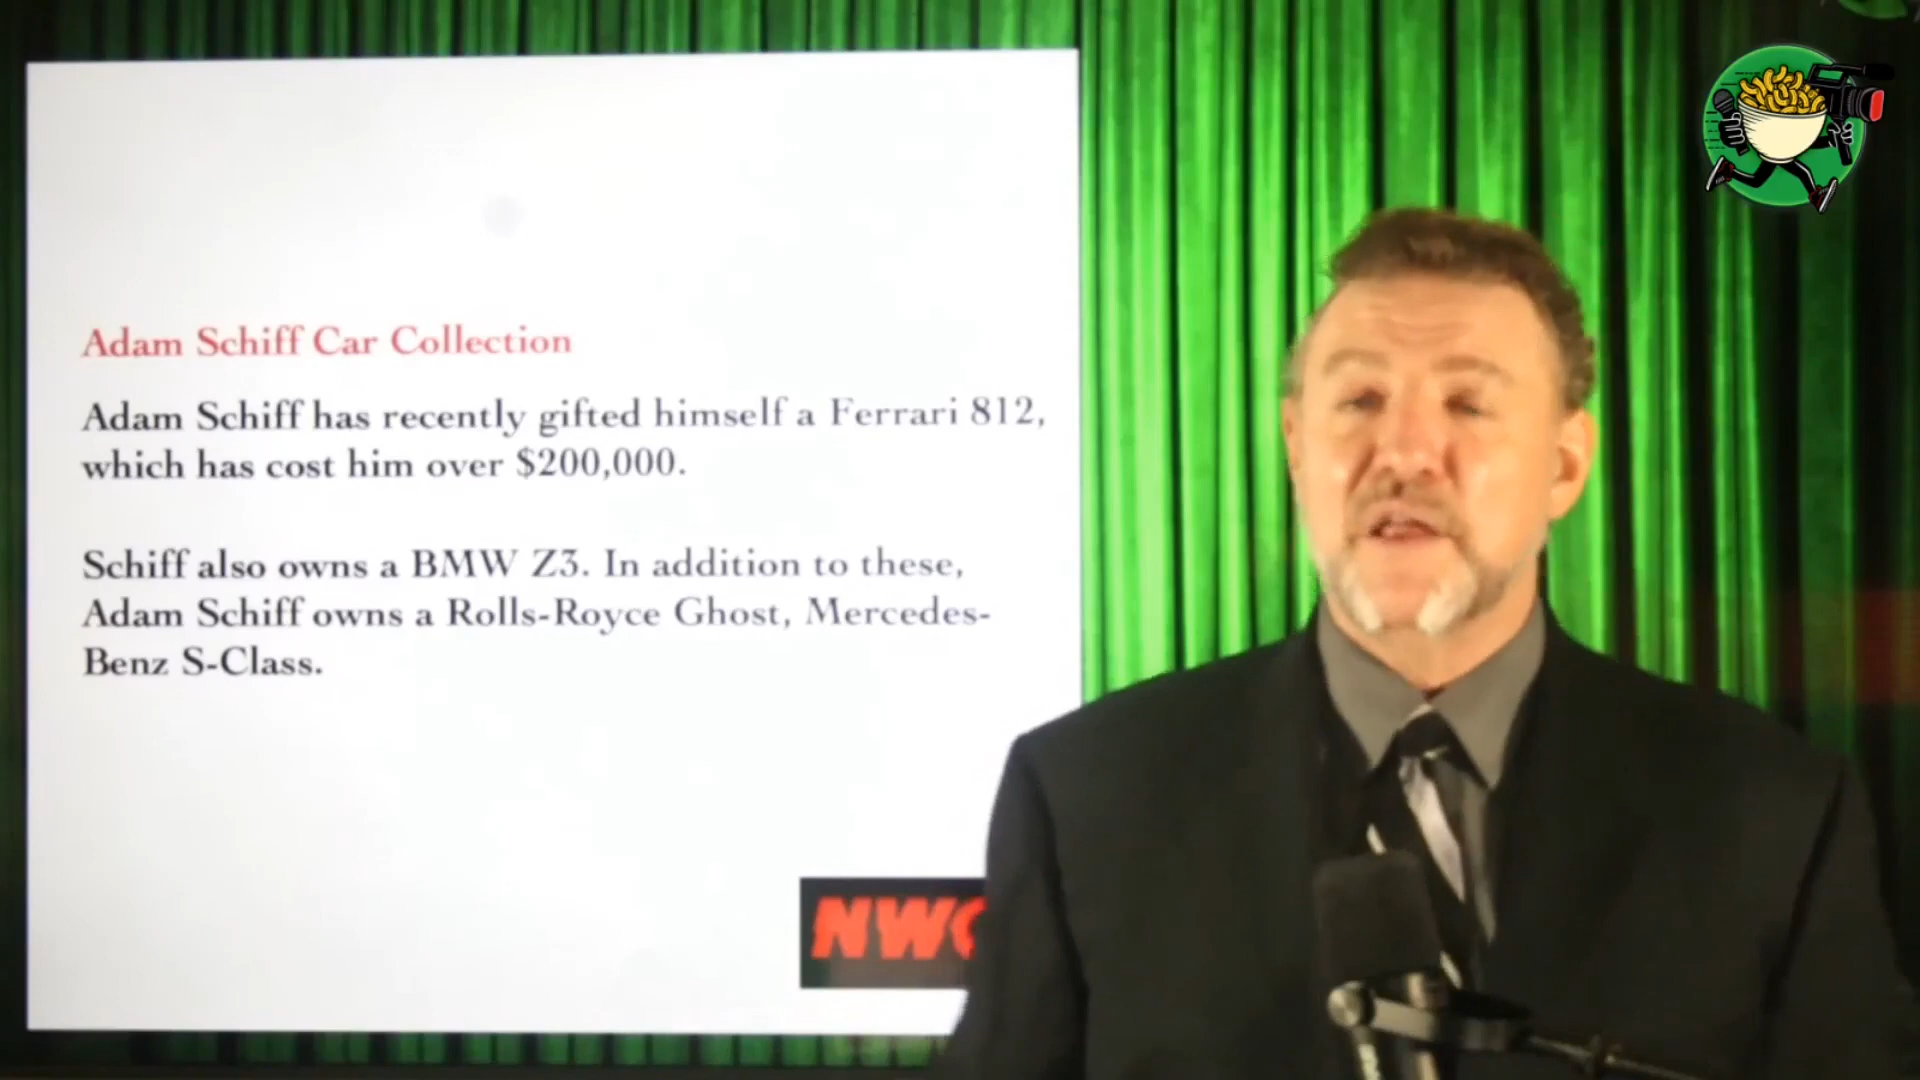 Adam Schiff Car Collection
Adam Schiff has recently gifted himself a Ferrari 812,
which has cost him over $200,000.
Schiff also owns a BMW Z3. In addition to these,
Adam Schiff owns a Rolls-Royce Ghost, Mercedes-
Benz S-Class.
NWO